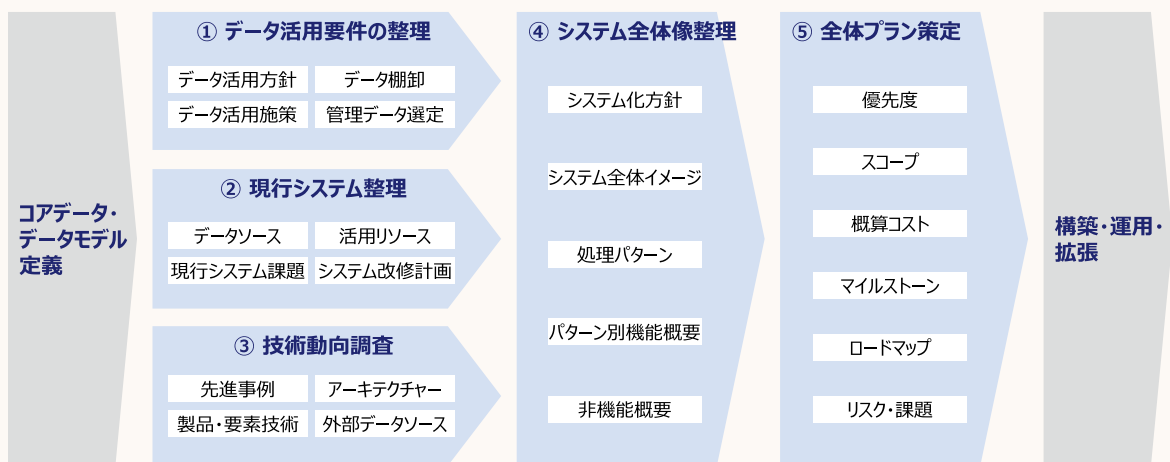 コアデータ・
データモデル
定義
① データ活用要件の整理
データ活用方針
データ棚卸
データ活用施策
管理データ選定
② 現行システム整理
データソース
活用リソース
現行システム課題
システム改修計画
③ 技術動向調査
先進事例
アーキテクチャー
製品・要素技術
外部データソース
④ システム全体像整理
システム化方針
システム全体イメージ
処理パターン
パターン別機能概要
非機能概要
⑤ 全体プラン策定
優先度
スコープ
概算コスト
マイルストーン
ロードマップ
リスク・課題
構築・運用・
拡張